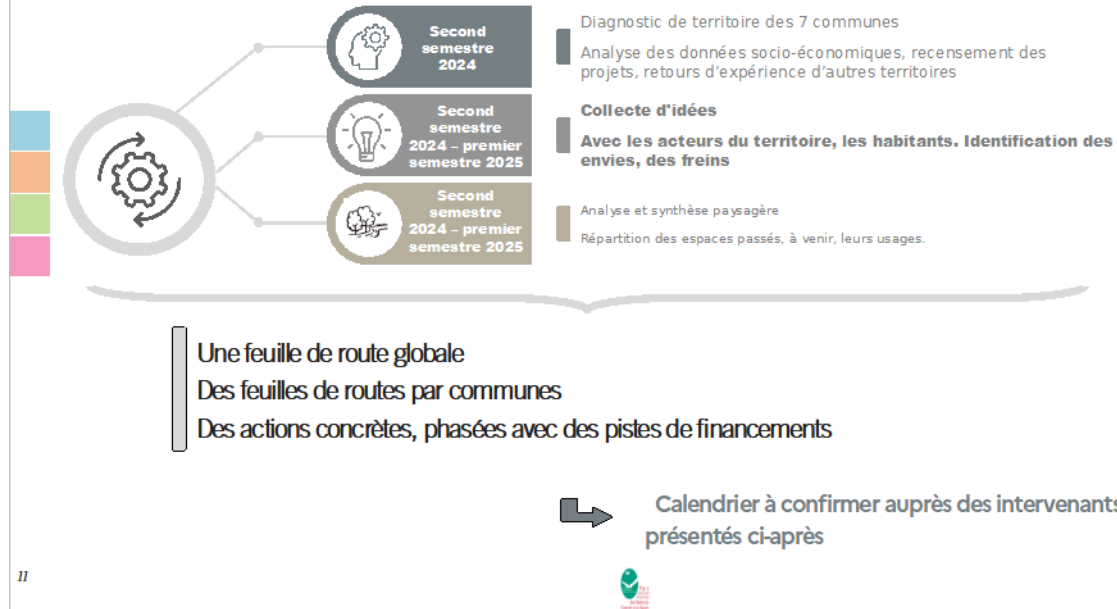 Second
semestre
2024
Diagnostic de territoire des 7 communes
Analyse des données socio-économiques, recensement des
projets, retours d’expérience d’autres territoires
Second
semestre
2024 – premier
semestre 2025
Collecte d'idées
Avec les acteurs du territoire, les habitants. Identification des
envies, des freins
Second
semestre
2024 – premier
semestre 2025
Analyse et synthèse paysagère
Répartition des espaces passés, à venir, leurs usages.
Une feuille de route globale
Des feuilles de routes par communes
Des actions concrètes, phasées avec des pistes de financements
Calendrier à confirmer auprès des intervenants
présentés ci-après
11